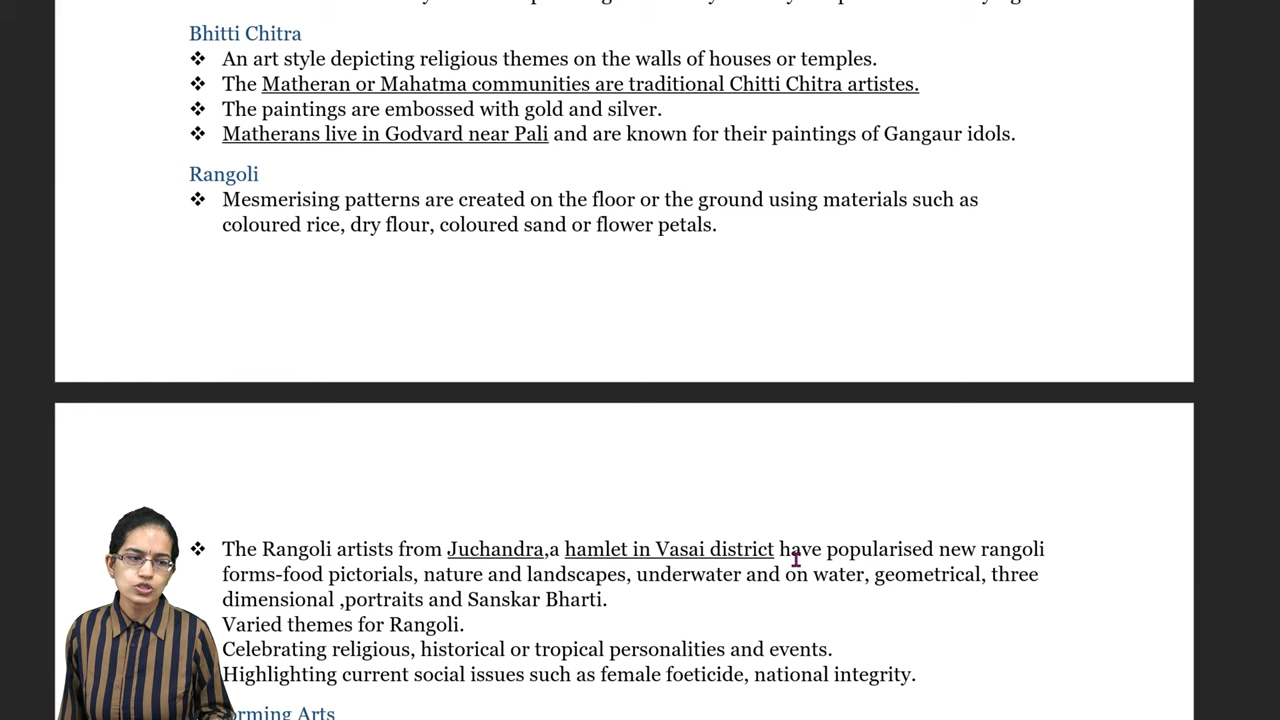 Bhitti Chitra
❖ An art style depicting religious themes on the walls of houses or temples.
❖ The Matheran or Mahatma communities are traditional Chitti Chitra artistes.
❖ The paintings are embossed with gold and silver.
❖ Matherans live in Godvard near Pali and are known for their paintings of Gangaur idols.
Rangoli
❖ Mesmerising patterns are created on the floor or the ground using materials such as
coloured rice, dry flour, coloured sand or flower petals.
❖ The Rangoli artists from Juchandra,a hamlet in Vasai district have popularised new rangoli
forms-food pictorials, nature and landscapes, underwater and on water, geometrical, three
dimensional ,portraits and Sanskar Bharti.
Varied themes for Rangoli.
Celebrating religious, historical or tropical personalities and events.
Highlighting current social issues such as female foeticide, national integrity.
Arts